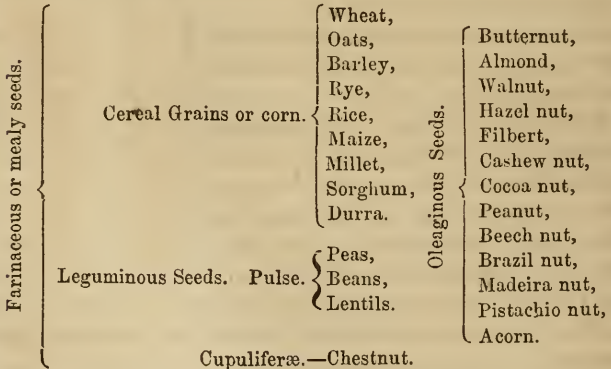 Farinaceous or mealy seeds.
Cereal Grains or corn.
Wheat,
Oats,
Barley,
Rye,
Rice,
Maize,
Millet,
Sorghum,
Durra.
Leguminous Seeds. Pulse.
Peas,
Beans,
Lentils.
Cupuliferæ.—Chestnut.
Oleaginous Seeds.
Butternut,
Almond,
Walnut,
Hazel nut,
Filbert,
Cashew nut,
Cocoa nut,
Peanut,
Beech nut,
Brazil nut,
Madeira nut,
Pistachio nut,
Acorn.